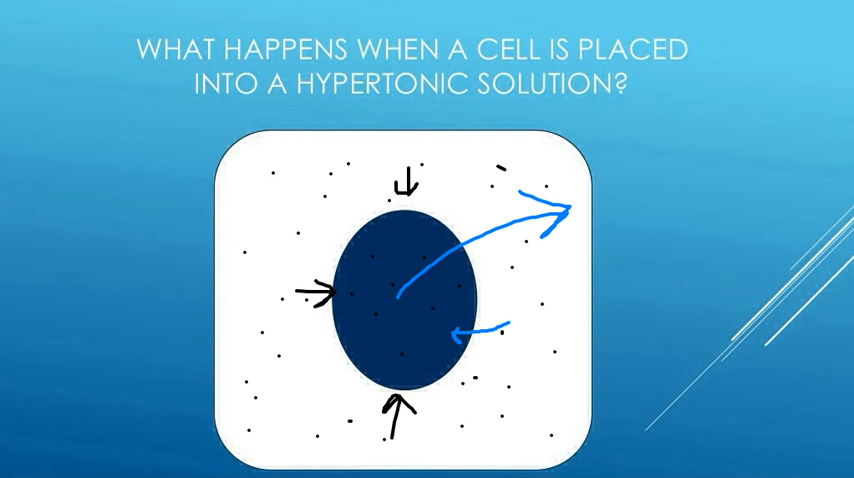 WHAT HAPPENS WHEN A CELL IS PLACED
INTO A HYPERTONIC SOLUTION?